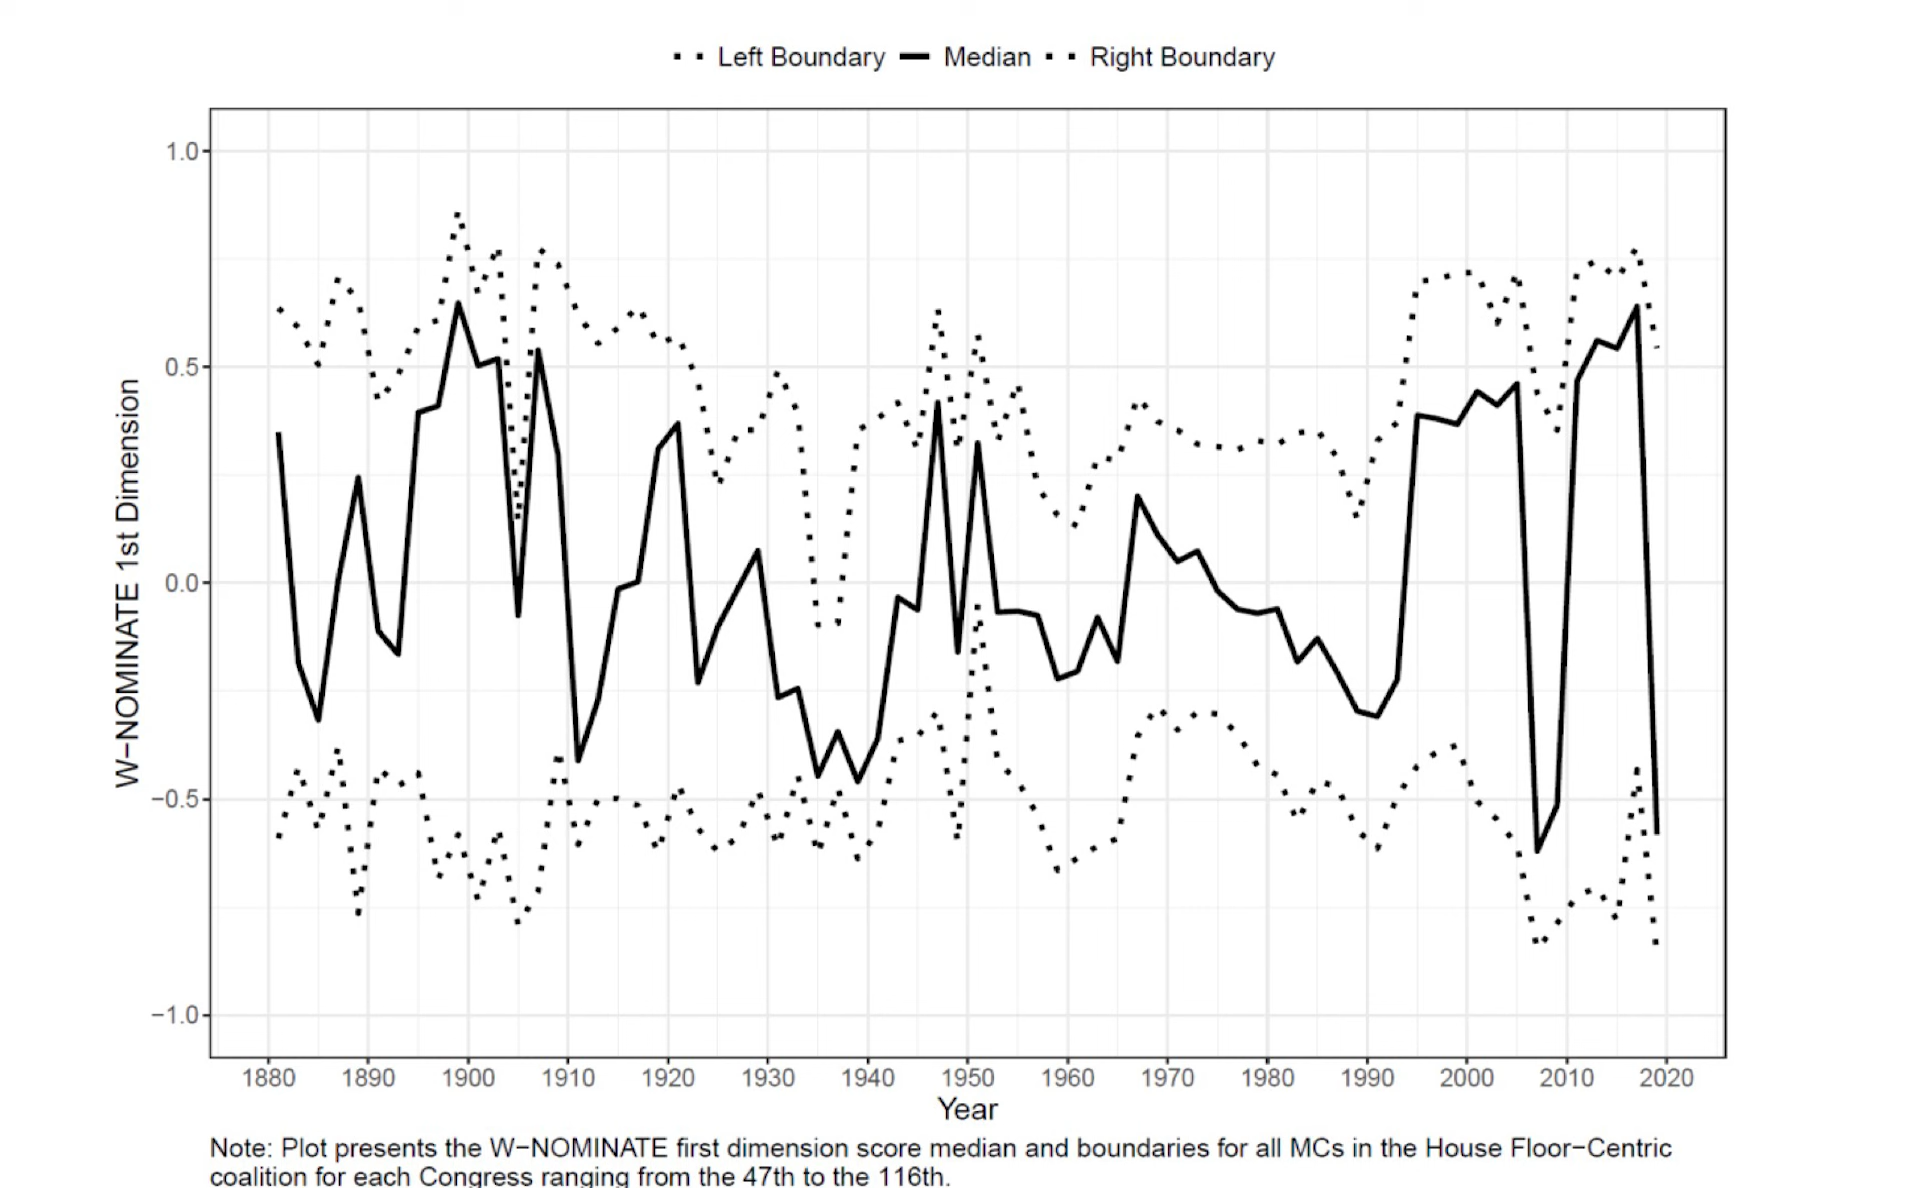 Left Boundary Median Right Boundary
1.0
0.5
0.0
−0.5
−1.0
W−NOMINATE 1st Dimension
1880 1890 1900 1910 1920 1930 1940 1950 1960 1970 1980 1990 2000 2010 2020
Year
Note: Plot presents the W−NOMINATE first dimension score median and boundaries for all MCs in the House Floor−Centric
coalition for each Congress ranging from the 47th to the 116th.